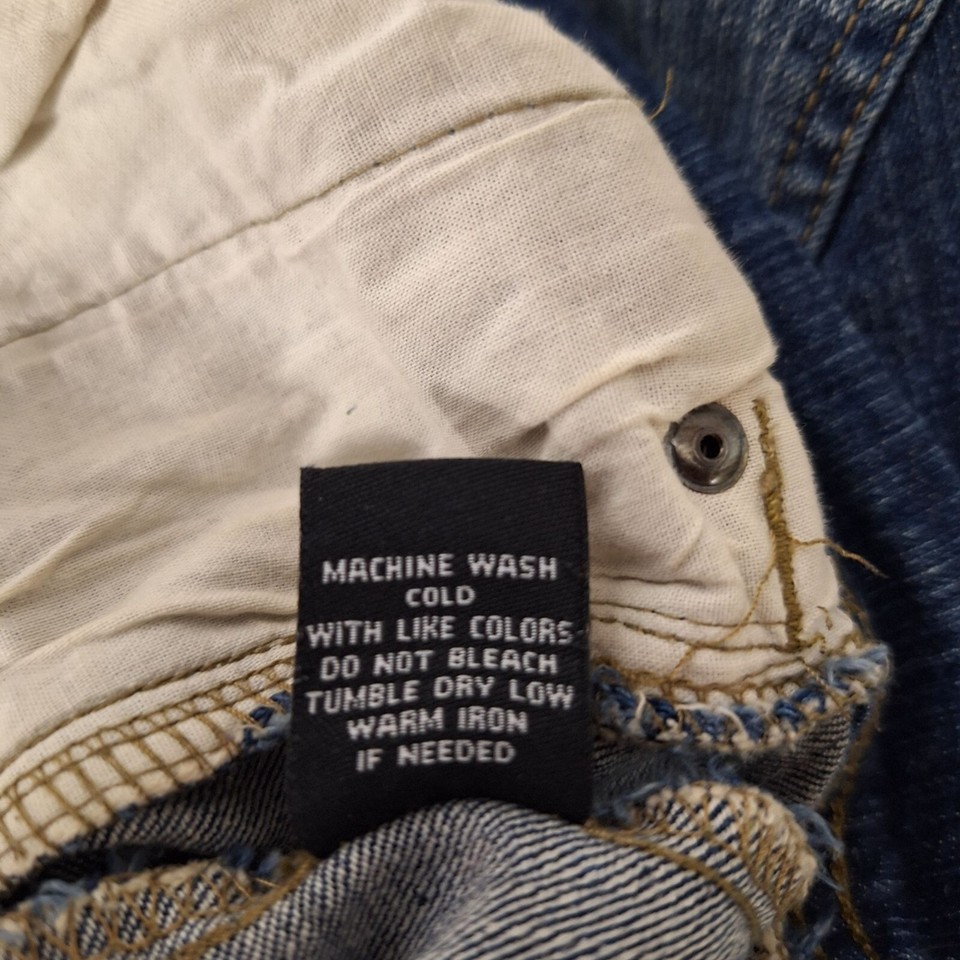 MACHINE WASH
COLD
WITH LIKE COLORS
DO NOT BLEACH
TUMBLE DRY LOW
WARM IRON
IF NEEDED